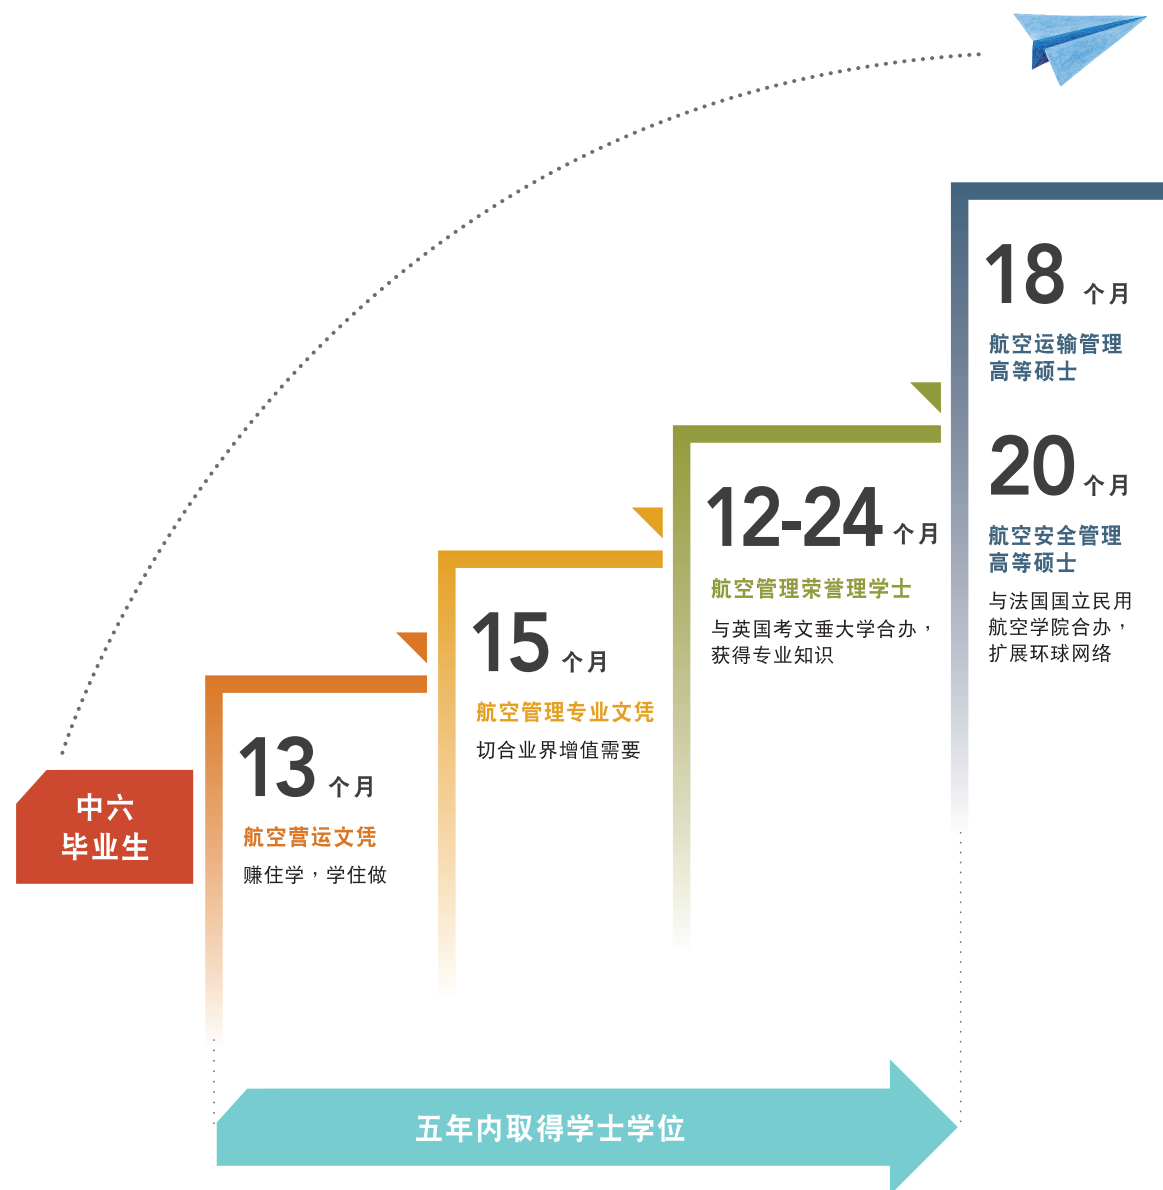 中六
毕业生
13 个月
航空营运文凭
赚住学，学住做
15 个月
航空管理专业文凭
切合业界增值需要
12-24 个月
航空管理荣誉理学士
与英国考文垂大学合办，
获得专业知识
18 个月
航空运输管理
高等硕士
20 个月
航空安全管理
高等硕士
与法国国立民用
航空学院合办，
扩展环球网络
五年内取得学士学位